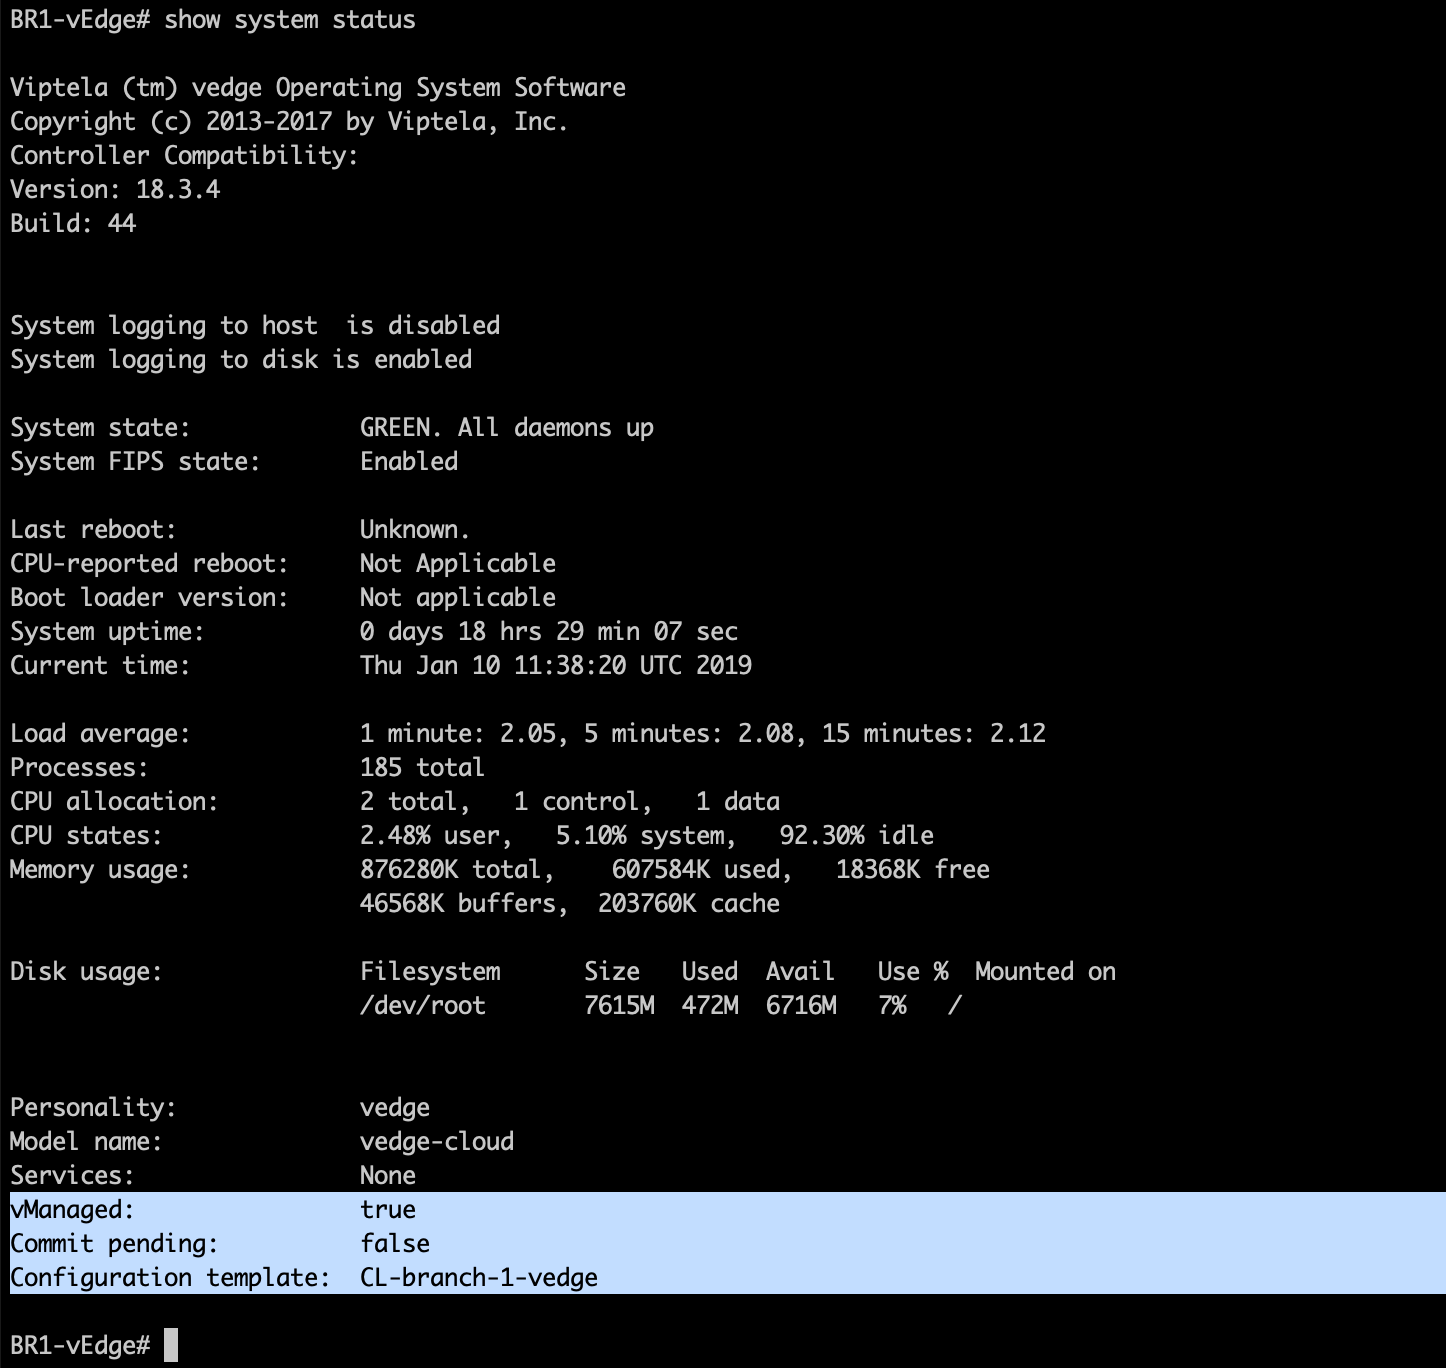 BR1-vEdge# show system status
Viptela (tm) vedge Operating System Software
Copyright (c) 2013-2017 by Viptela, Inc.
Controller Compatibility:
Version: 18.3.4
Build: 44
System logging to host  is disabled
System logging to disk is enabled
System state:            GREEN. All daemons up
System FIPS state:       Enabled
Last reboot:             Unknown.
CPU-reported reboot:     Not Applicable
Boot loader version:     Not applicable
System uptime:           0 days 18 hrs 29 min 07 sec
Current time:            Thu Jan 10 11:38:20 UTC 2019
Load average:            1 minute: 2.05, 5 minutes: 2.08, 15 minutes: 2.12
Processes:               185 total
CPU allocation:          2 total,   1 control,   1 data
CPU states:              2.48% user,   5.10% system,   92.30% idle
Memory usage:            876280K total,    607584K used,   18368K free
                         46568K buffers,  203760K cache
Disk usage:              Filesystem      Size   Used  Avail   Use %  Mounted on
                         /dev/root       7615M  472M  6716M   7%   /
Personality:             vedge
Model name:              vedge-cloud
Services:                None
vManaged:                true
Commit pending:          false
Configuration template:  CL-branch-1-vedge
BR1-vEdge#